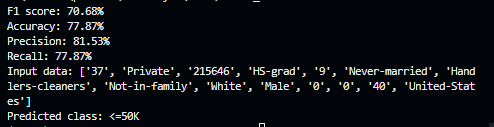 F1 score: 70.68%
Accuracy: 77.87%
Precision: 81.53%
Recall: 77.87%
Input data: ['37', 'Private', '215646', 'HS-grad', '9', 'Never-married', 'Hand
lers-cleaners', 'Not-in-family', 'White', 'Male', '0', '0', '40', 'United-Stat
es']
Predicted class: <=50K